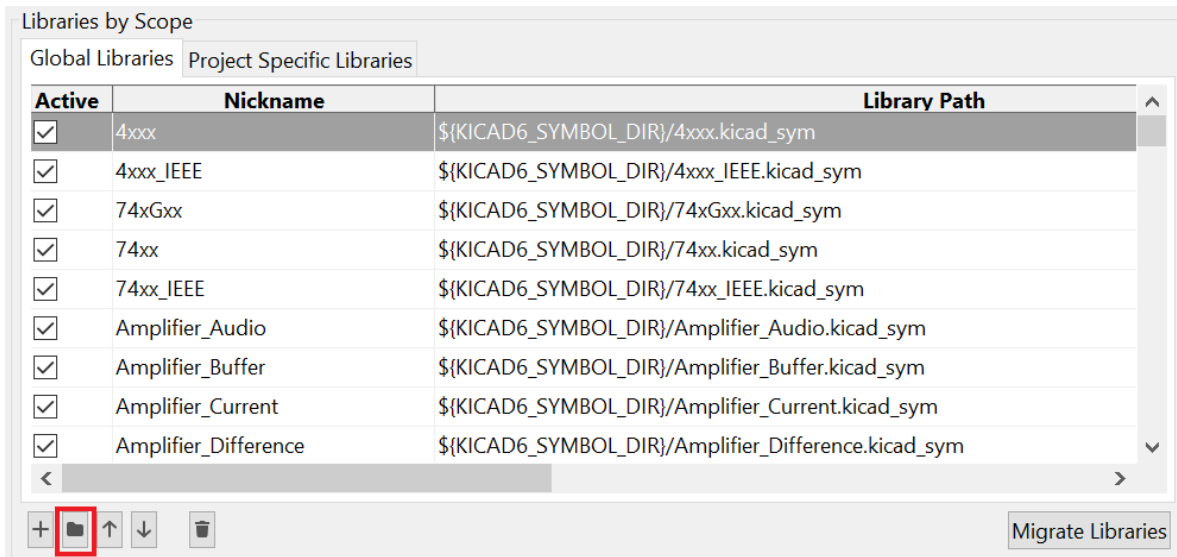 Libraries by Scope
Global Libraries Project Specific Libraries
Active Nickname Library Path
4xxx ${KICAD6_SYMBOL_DIR}/4xxx.kicad_sym
4xxx_IEEE ${KICAD6_SYMBOL_DIR}/4xxx_IEEE.kicad_sym
74xGxx ${KICAD6_SYMBOL_DIR}/74xGxx.kicad_sym
74xx ${KICAD6_SYMBOL_DIR}/74xx.kicad_sym
74xx_IEEE ${KICAD6_SYMBOL_DIR}/74xx_IEEE.kicad_sym
Amplifier_Audio ${KICAD6_SYMBOL_DIR}/Amplifier_Audio.kicad_sym
Amplifier_Buffer ${KICAD6_SYMBOL_DIR}/Amplifier_Buffer.kicad_sym
Amplifier_Current ${KICAD6_SYMBOL_DIR}/Amplifier_Current.kicad_sym
Amplifier_Difference ${KICAD6_SYMBOL_DIR}/Amplifier_Difference.kicad_sym
Migrate Libraries